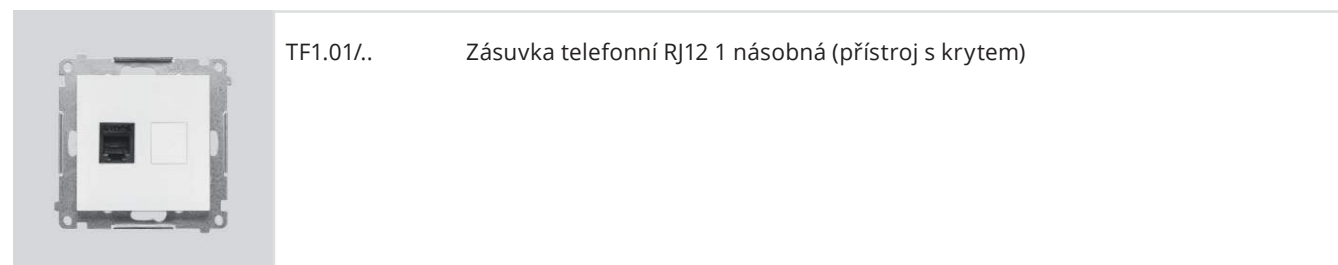 TF1.01/.. Zásuvka telefonní RJ12 1 násobná (přístroj s krytem)